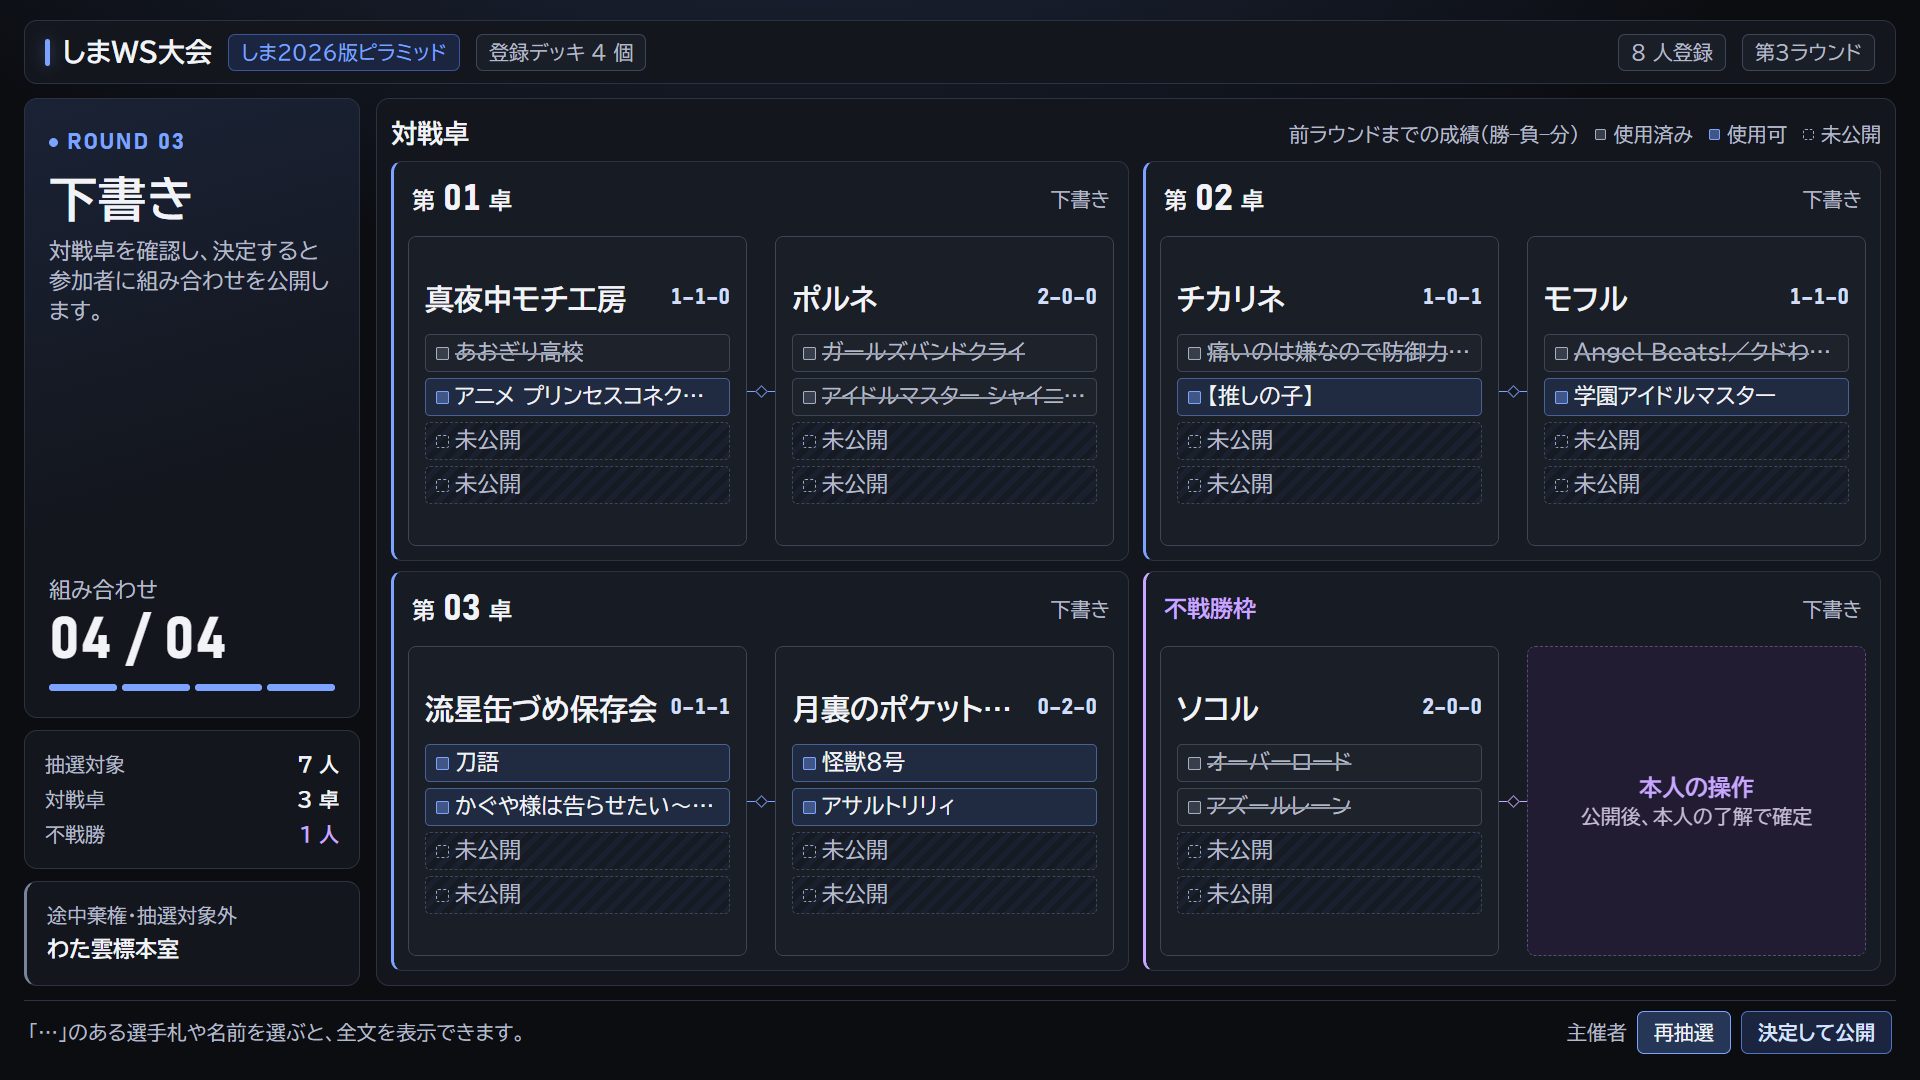 しまWS大会
しま2026版ピラミッド
登録デッキ 4 個
8 人登録
第3ラウンド
ROUND 03
下書き
対戦卓を確認し、決定すると
参加者に組み合わせを公開し
ます。
組み合わせ
04 / 04
抽選対象 7 人
対戦卓 3 卓
不戦勝 1 人
途中棄権・抽選対象外
わた雲標本室
対戦卓
前ラウンドまでの成績(勝–負–分) 使用済み 使用可 未公開
第 01 卓 下書き
真夜中モチ工房 1–1–0
あおぎり高校
アニメ プリンセスコネク…
未公開
未公開
ポルネ 2–0–0
ガールズバンドクライ
アイドルマスター シャイニ…
未公開
未公開
第 02 卓 下書き
チカリネ 1–0–1
痛いのは嫌なので防御力…
【推しの子】
未公開
未公開
モフル 1–1–0
Angel Beats!／クドわ…
学園アイドルマスター
未公開
未公開
第 03 卓 下書き
流星缶づめ保存会 0–1–1
刀語
かぐや様は告らせたい～…
未公開
未公開
月裏のポケット… 0–2–0
怪獣8号
アサルトリリィ
未公開
未公開
不戦勝枠 下書き
ソコル 2–0–0
オーバーロード
アズールレーン
未公開
未公開
本人の操作
公開後、本人の了解で確定
「…」のある選手札や名前を選ぶと、全文を表示できます。
主催者
再抽選
決定して公開